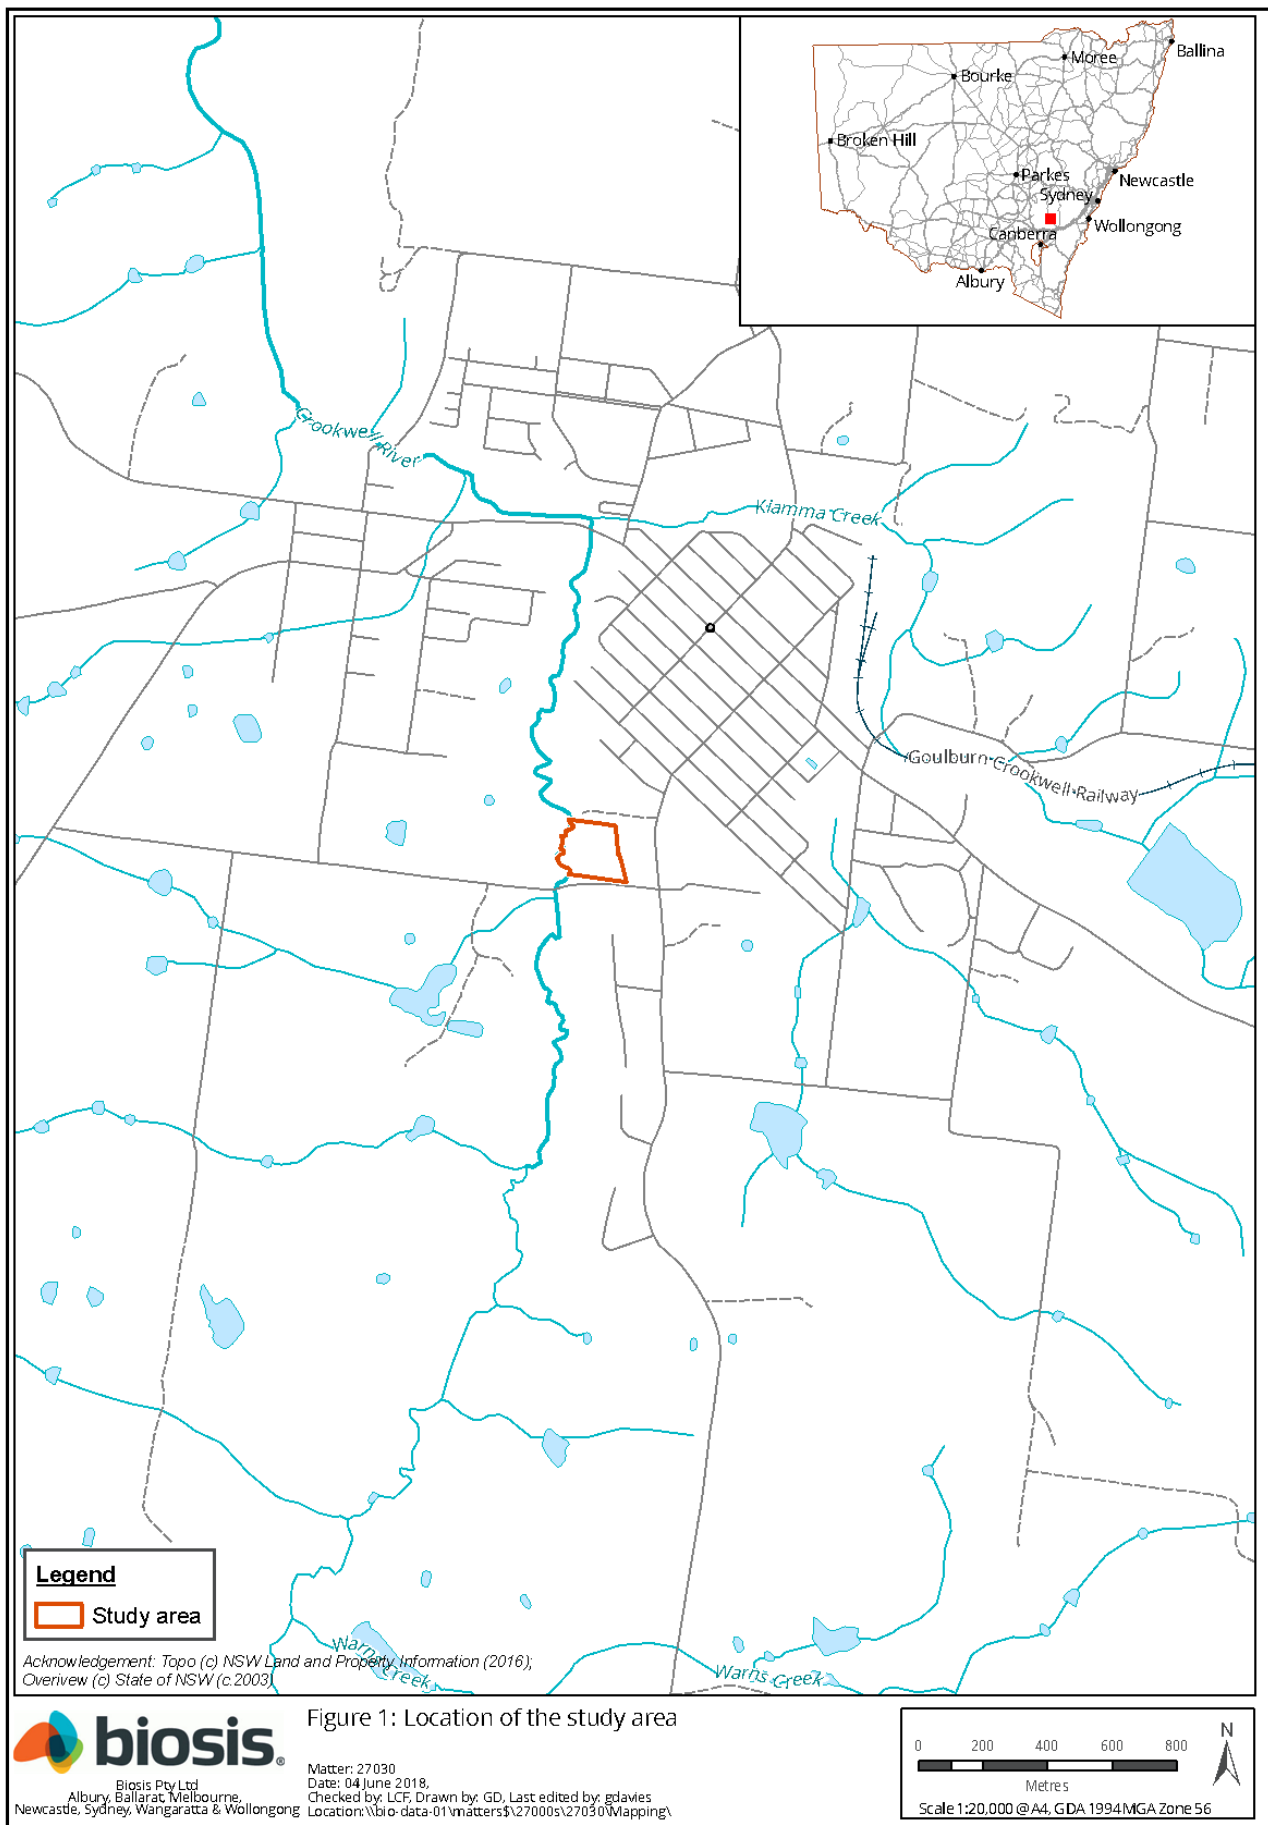 Ballina
Moree
Bourke
Broken Hill
Parkes
Newcastle
Sydney
Wollongong
Canberra
Albury
Crookwell River
Kiamma Creek
Goulburn Crookwell Railway
Legend
Study area
Warns Creek
Warns Creek
Acknowledgement: Topo (c) NSW Land and Property Information (2016);
Overivew (c) State of NSW (c.2003)
biosis.
Biosis Pty Ltd
Albury, Ballarat, Melbourne,
Newcastle, Sydney, Wangaratta & Wollongong
Figure 1: Location of the study area
Matter: 27030
Date: 04 June 2018,
Checked by: LCF, Drawn by: GD, Last edited by: gdavies
Location:\\bio-data-01\matters$\27000s\27030\Mapping\
N
0 200 400 600 800
Metres
Scale 1:20,000 @ A4, GDA 1994 MGA Zone 56